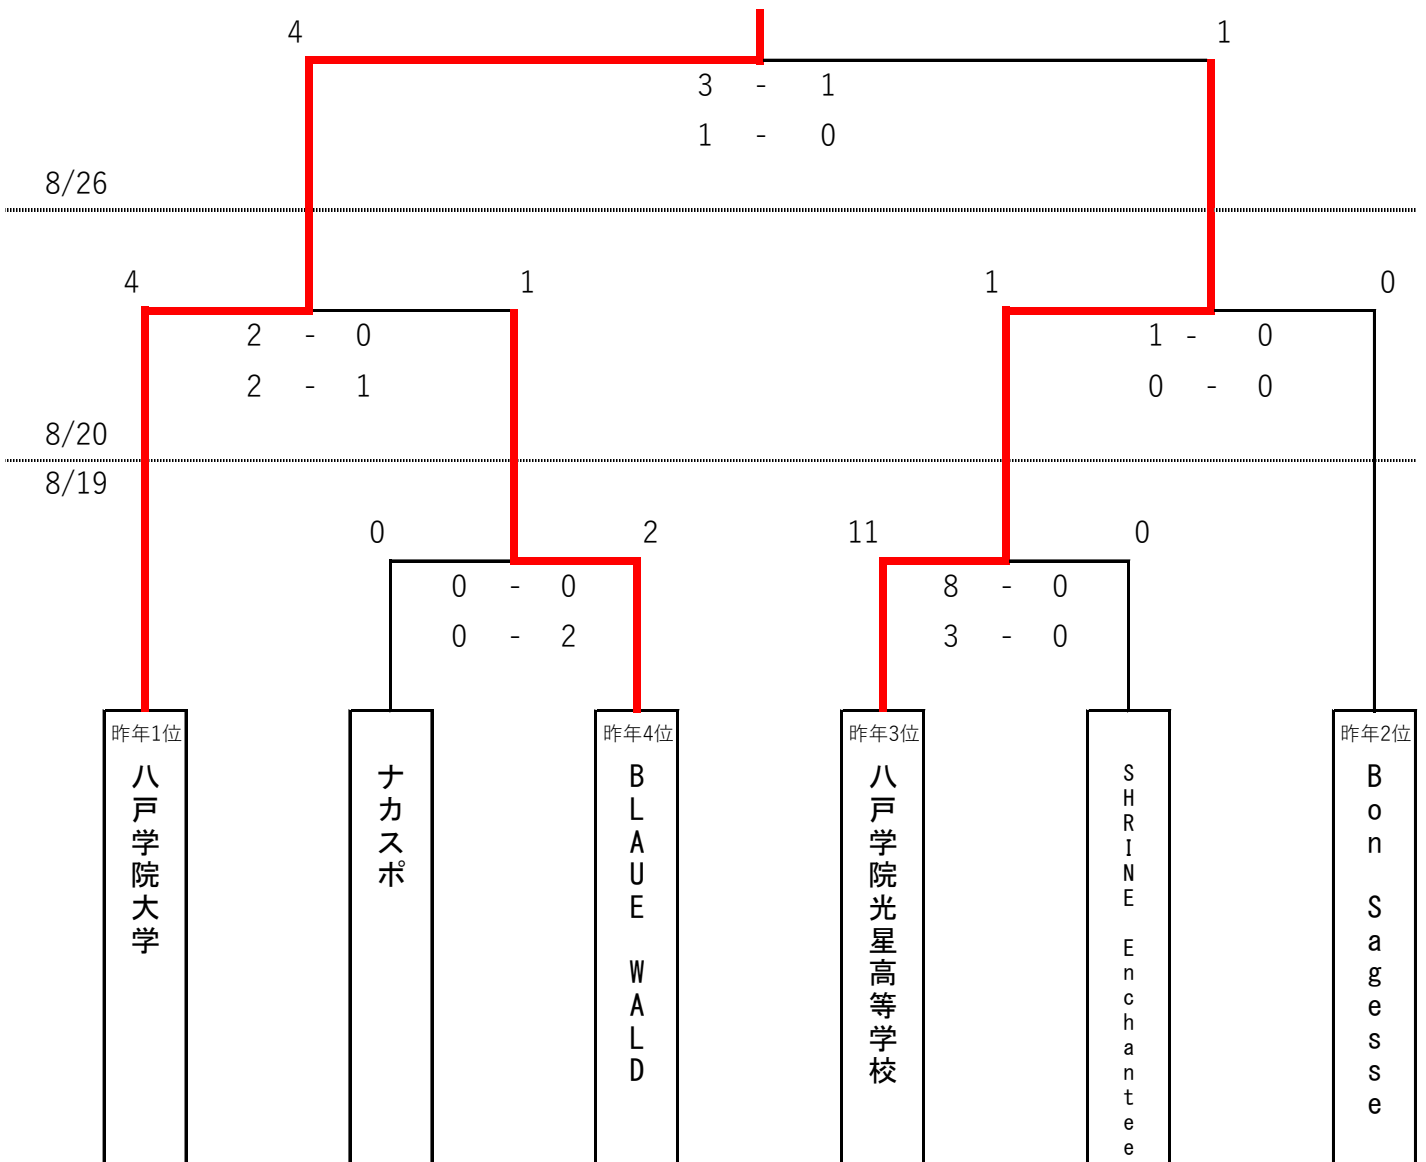 4 1
3 - 1
1 - 0
8/26
4 1 1 0
2 - 0 1 - 0
2 - 1 0 - 0
8/20
8/19
0 2 11 0
0 - 0 8 - 0
0 - 2 3 - 0
昨年1位 昨年4位 昨年3位 昨年2位
八戸学院大学
ナカスポ
BLAUE WALD
八戸学院光星高等学校
SHRINE Enchantee
Bon Sagesse